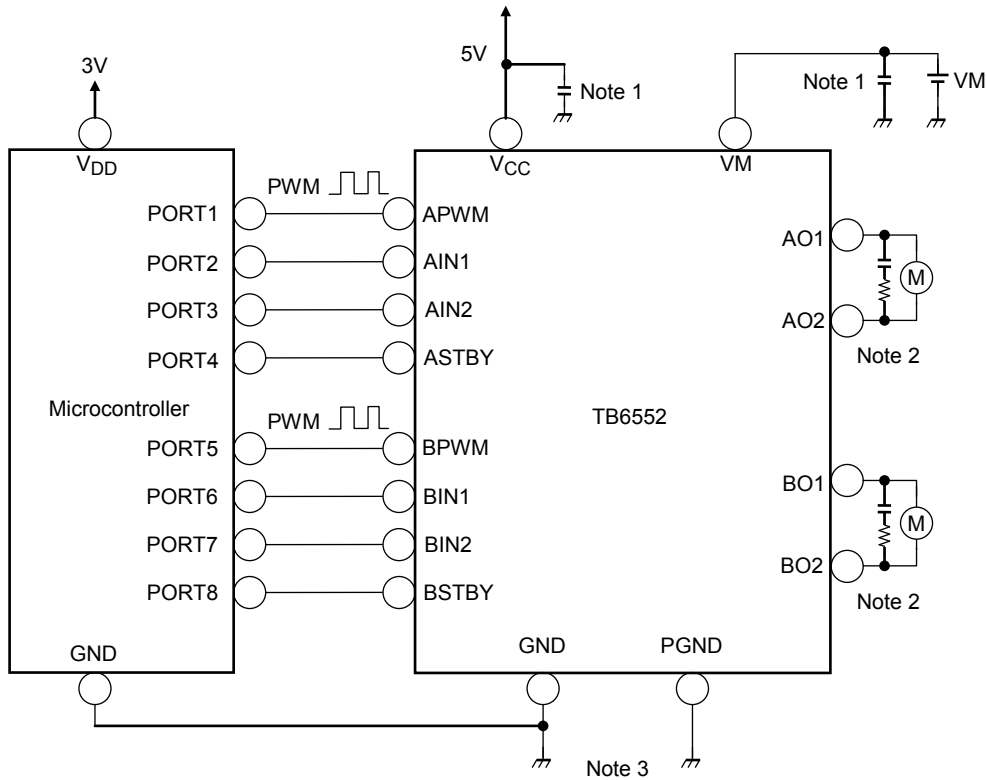 3V
5V
Note 1
Note 1
VM
VDD
VCC
VM
PORT1
PWM
APWM
PORT2
AIN1
PORT3
AIN2
PORT4
ASTBY
AO1
M
AO2
Note 2
Microcontroller
TB6552
PORT5
PWM
BPWM
PORT6
BIN1
PORT7
BIN2
PORT8
BSTBY
BO1
M
BO2
Note 2
GND
GND
PGND
Note 3